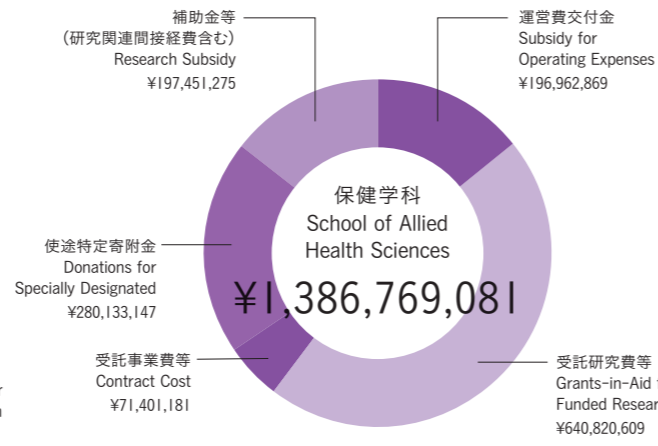 補助金等
(研究関連間接経費含む)
Research Subsidy
¥197,451,275
運営費交付金
Subsidy for
Operating Expenses
¥196,962,869
保健学科
School of Allied
Health Sciences
¥1,386,769,081
使途特定寄附金
Donations for
Specially Designated
¥280,133,147
受託事業費等
Contract Cost
¥71,401,181
受託研究費等
Grants-in-Aid
Funded
¥640,820,609